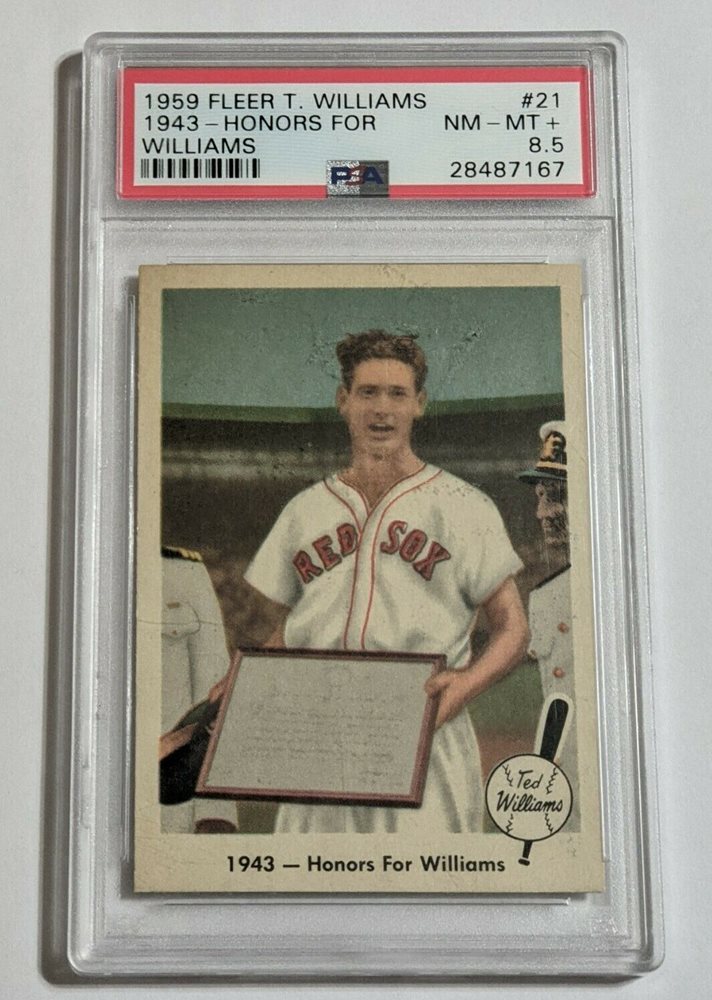 1959 FLEER T. WILLIAMS #21
1943-HONORS FOR NM-MT+
WILLIAMS 8.5
PSA 28487167
RED SOX
Ted
Williams
1943 — Honors For Williams